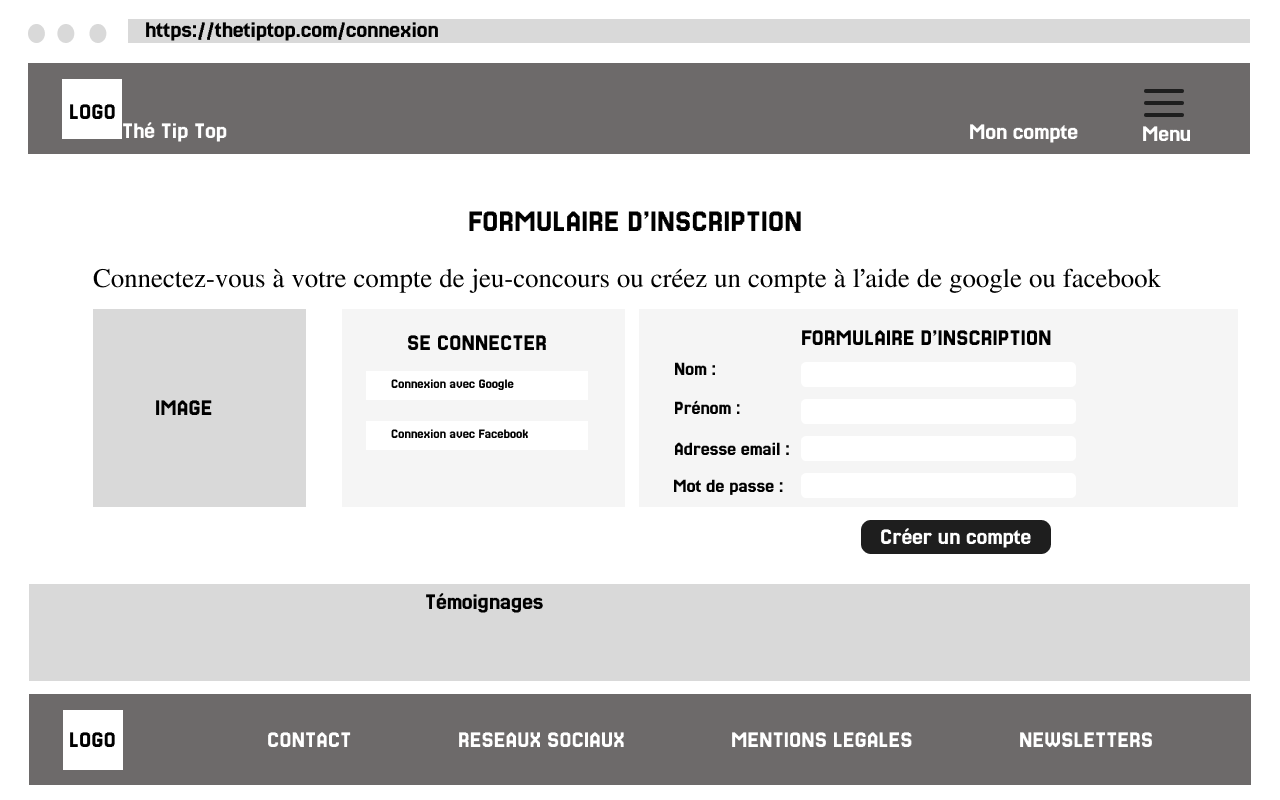 https://thetiptop.com/connexion
LOGO
Thé Tip Top
Mon compte
Menu
FORMULAIRE D’INSCRIPTION
Connectez-vous à votre compte de jeu-concours ou créez un compte à l’aide de google ou facebook
IMAGE
SE CONNECTER
Connexion avec Google
Connexion avec Facebook
FORMULAIRE D’INSCRIPTION
Nom :
Prénom :
Adresse email :
Mot de passe :
Créer un compte
Témoignages
LOGO
CONTACT
RESEAUX SOCIAUX
MENTIONS LEGALES
NEWSLETTERS